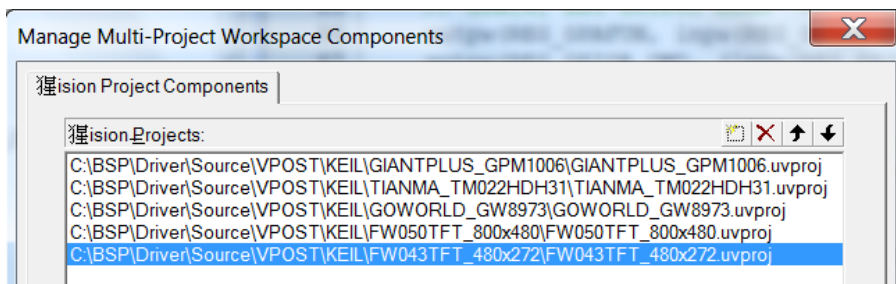 Manage Multi-Project Workspace Components
猩ision Project Components
猩ision Projects:
C:\BSP\Driver\Source\VPOST\KEIL\GIANTPLUS_GPM1006\GIANTPLUS_GPM1006.uvproj
C:\BSP\Driver\Source\VPOST\KEIL\TIANMA_TM022HDH31\TIANMA_TM022HDH31.uvproj
C:\BSP\Driver\Source\VPOST\KEIL\GOWORLD_GW8973\GOWORLD_GW8973.uvproj
C:\BSP\Driver\Source\VPOST\KEIL\FW050TFT_800x480\FW050TFT_800x480.uvproj
C:\BSP\Driver\Source\VPOST\KEIL\FW043TFT_480x272\FW043TFT_480x272.uvproj